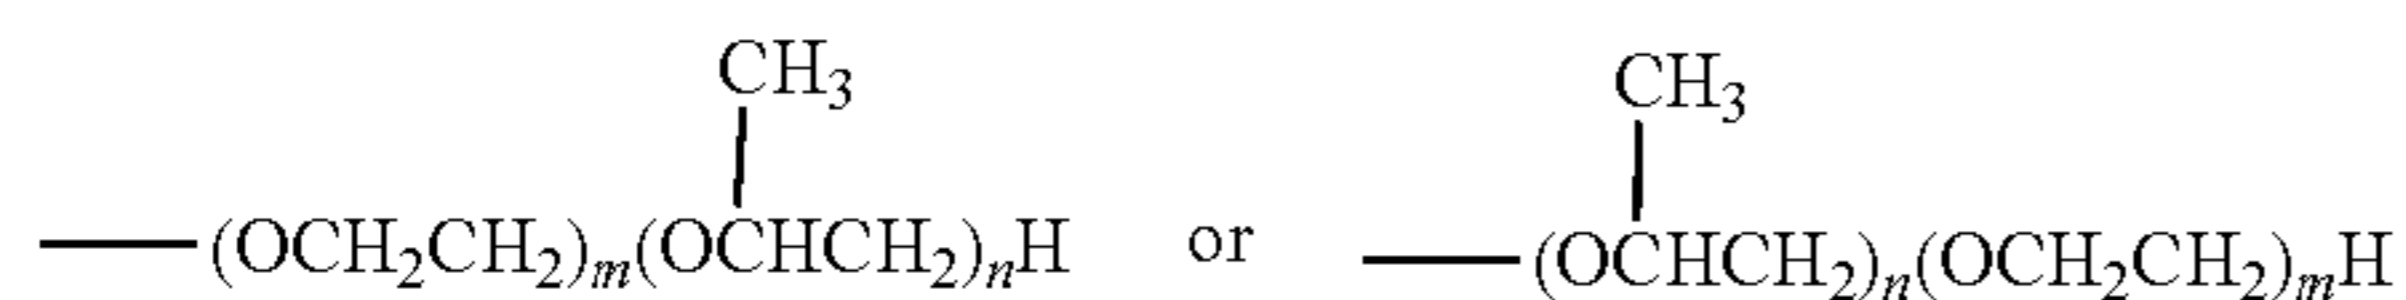 CH₃ CH₃
—(OCH₂CH₂)ₘ(OCHCH₂)ₙH or —(OCHCH₂)ₙ(OCH₂CH₂)ₘH